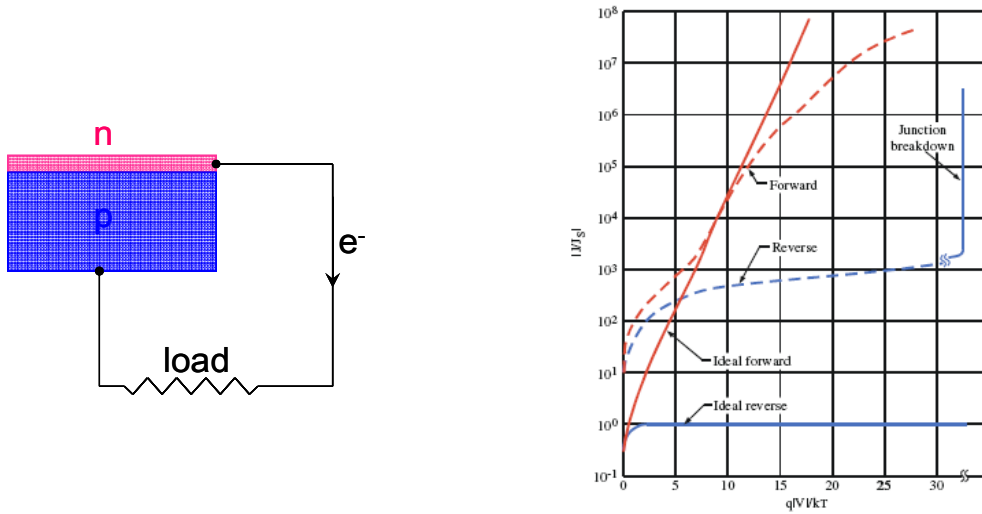 n
p
e-
load
10^8
10^7
10^6
10^5
10^4
10^3
10^2
10^1
10^0
10^-1
|J/J_S|
Junction
breakdown
Forward
Reverse
Ideal forward
Ideal reverse
0 5 10 15 20 25 30
q|V|/kT